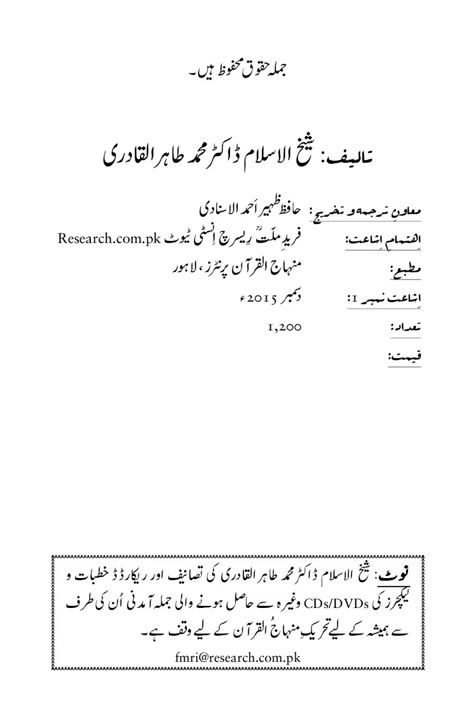 جملہ حقوق محفوظ ہیں۔
تالیف: شیخ الاسلام ڈاکٹر محمد طاہر القادری
معاونِ ترجمہ و تخریج: حافظ ظہیر اَحمد الاسنادی
اِهتمامِ اِشاعت: فریدِ ملّتؒ رِیسرچ اِنسٹی ٹیوٹ Research.com.pk
مطبع: منہاج القرآن پرنٹرز، لاہور
اشاعت نمبر 1: دسمبر 2015ء
تعداد: 1,200
قیمت:
نوٹ: شیخ الاسلام ڈاکٹر محمد طاہر القادری کی تصانیف اور ریکارڈڈ خطبات و
لیکچرز کی CDs/DVDs وغیرہ سے حاصل ہونے والی جملہ آمدنی اُن کی طرف
سے ہمیشہ کے لیے تحریکِ منہاجُ القرآن کے لیے وقف ہے۔
fmri@research.com.pk